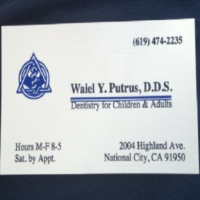 (619) 474-2235
Waiel Y. Putrus, D.D.S.
Dentistry for Children & Adults
Hours M-F 8-5
Sat. by Appt.
2004 Highland Ave.
National City, CA 91950